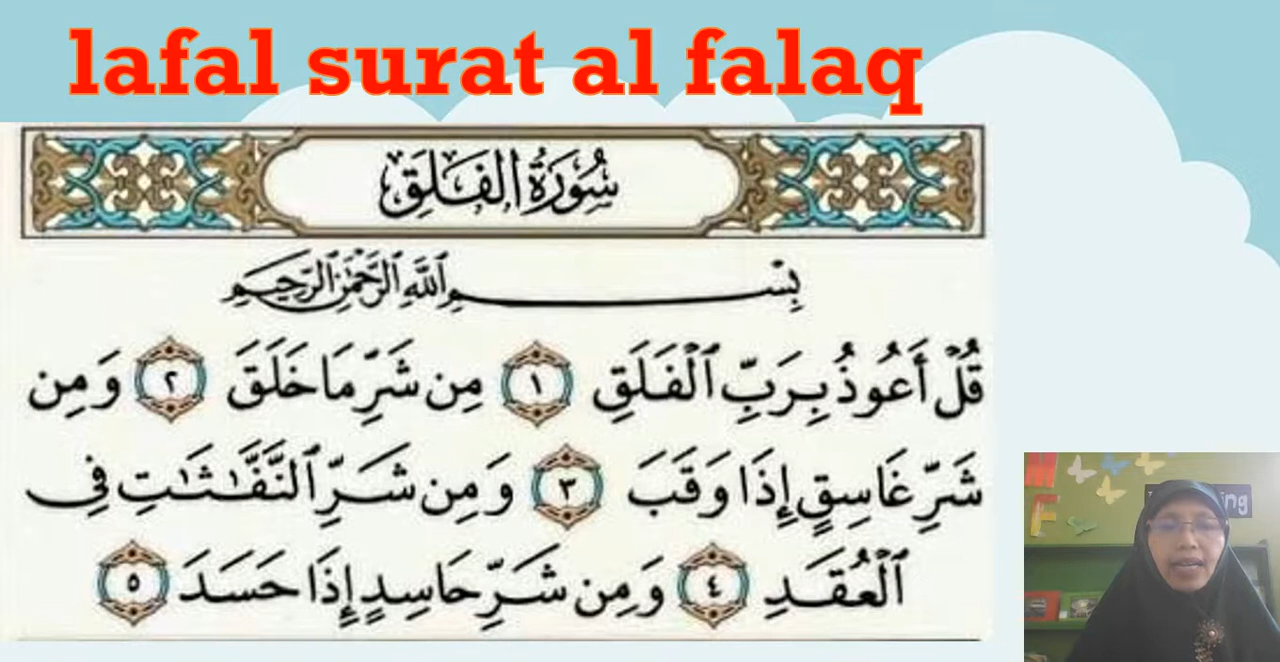 lafal surat al falaq
سُورَةُ الفَلَقِ
بِسْمِ ٱللَّهِ ٱلرَّحْمَٰنِ ٱلرَّحِيمِ
قُلْ أَعُوذُ بِرَبِّ ٱلْفَلَقِ ١ مِن شَرِّ مَا خَلَقَ ٢ وَمِن
شَرِّ غَاسِقٍ إِذَا وَقَبَ ٣ وَمِن شَرِّ ٱلنَّفَّٰثَٰتِ فِى
ٱلْعُقَدِ ٤ وَمِن شَرِّ حَاسِدٍ إِذَا حَسَدَ ٥